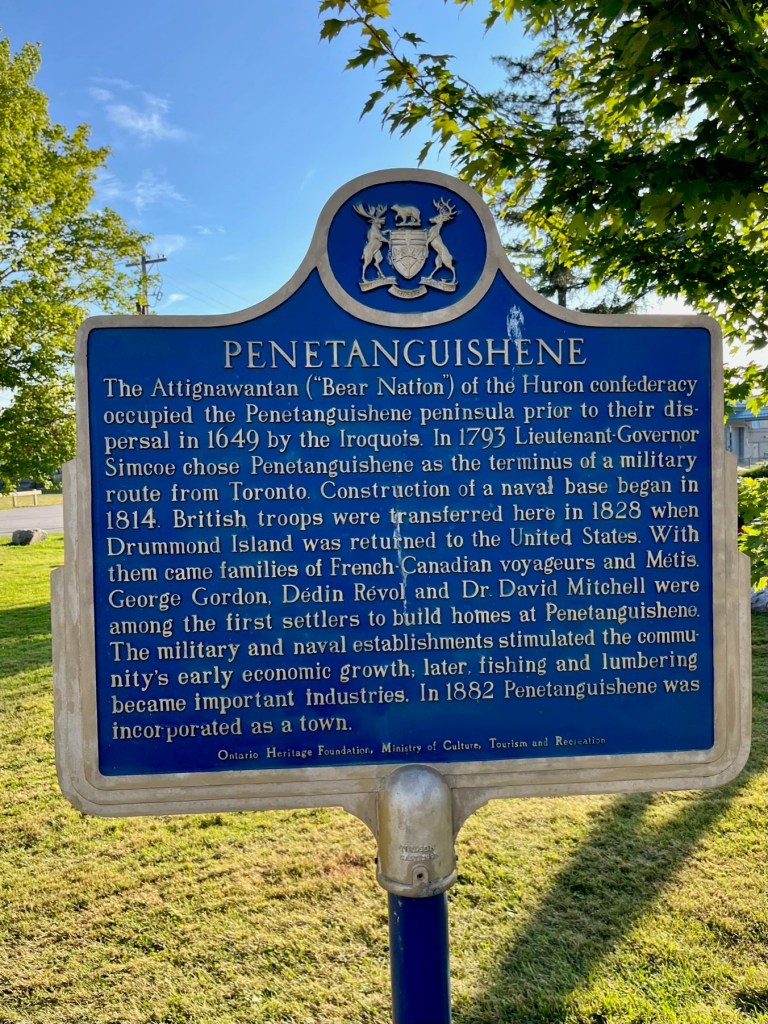 PENETANGUISHENE
The Attignawantan ("Bear Nation") of the Huron confederacy
occupied the Penetanguishene peninsula prior to their dis-
persal in 1649 by the Iroquois. In 1793 Lieutenant-Governor
Simcoe chose Penetanguishene as the terminus of a military
route from Toronto. Construction of a naval base began in
1814. British troops were transferred here in 1828 when
Drummond Island was returned to the United States. With
them came families of French-Canadian voyageurs and Métis.
George Gordon, Dédin Révol and Dr. David Mitchell were
among the first settlers to build homes at Penetanguishene.
The military and naval establishments stimulated the commu-
nity's early economic growth; later, fishing and lumbering
became important industries. In 1882 Penetanguishene was
incorporated as a town.
Ontario Heritage Foundation, Ministry of Culture, Tourism and Recreation